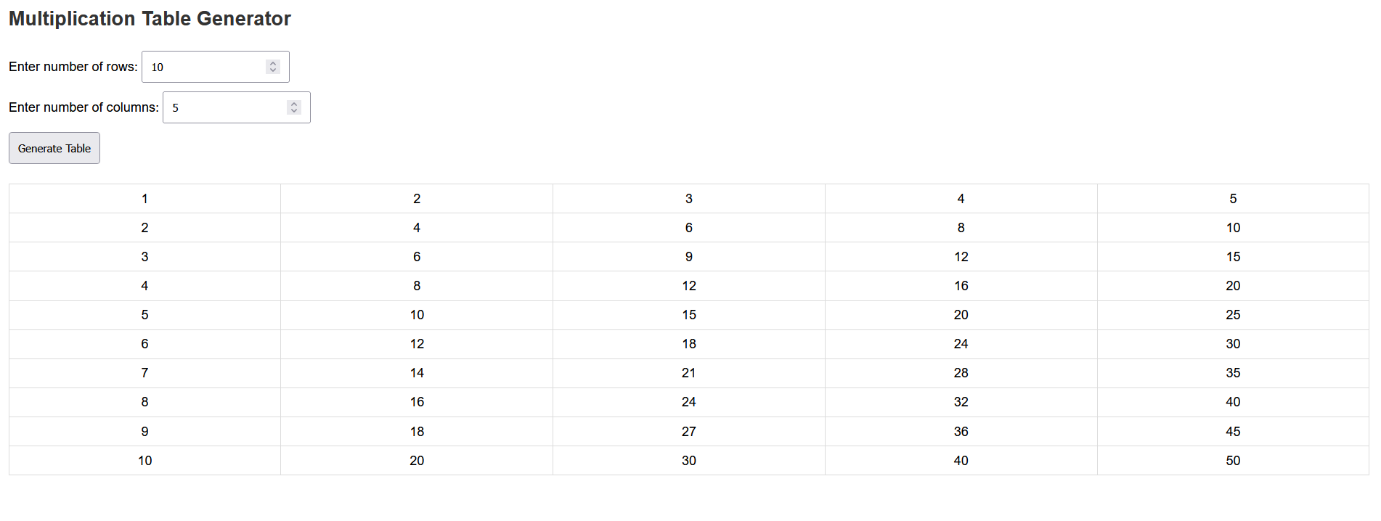 Multiplication Table Generator
Enter number of rows: 10
Enter number of columns: 5
Generate Table
1 2 3 4 5
2 4 6 8 10
3 6 9 12 15
4 8 12 16 20
5 10 15 20 25
6 12 18 24 30
7 14 21 28 35
8 16 24 32 40
9 18 27 36 45
10 20 30 40 50